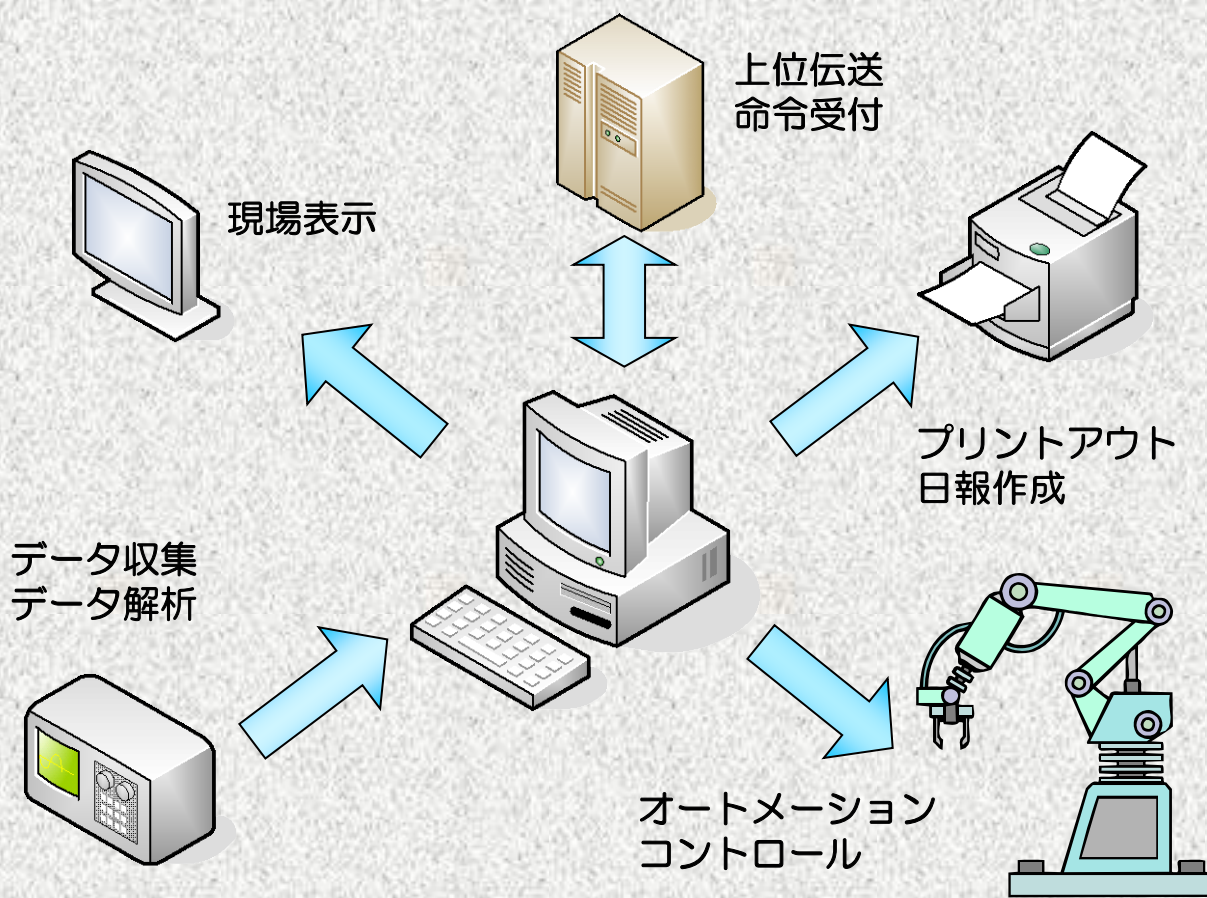 上位伝送
命令受付
現場表示
プリントアウト
日報作成
データ収集
データ解析
オートメーション
コントロール